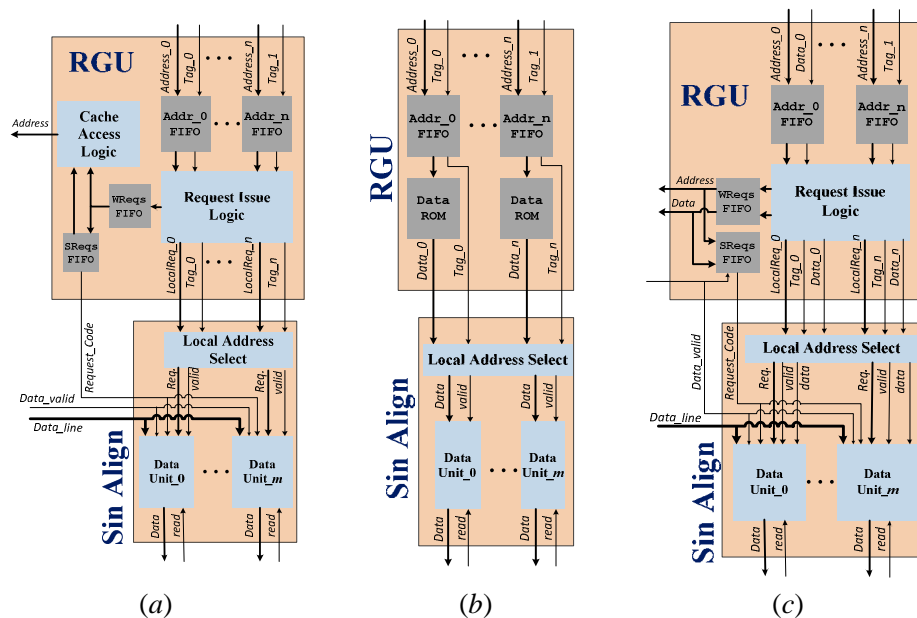 RGU
Address_0
Tag_0
Address_n
Tag_1
Addr_0
FIFO
Addr_n
FIFO
Cache
Access
Logic
Address
WReqs
FIFO
Request Issue
Logic
SReqs
FIFO
LocalReq_0
Tag_0
LocalReq_n
Tag_n
Request_Code
Local Address
Select
Req.
valid
Req.
valid
Data_valid
Data_line
Sin Align
Data
Unit_0
Data
Unit_m
Data
read
Data
read
(a)
RGU
Address_0
Tag_0
Address_n
Tag_n
Addr_0
FIFO
Addr_n
FIFO
Data
ROM
Data
ROM
Data_0
Tag_0
Data_n
Tag_n
Local Address Select
Data
valid
Data
valid
Sin Align
Data
Unit_0
Data
Unit_m
Data
read
Data
read
(b)
RGU
Address_0
Data_0
Address_n
Tag_1
Addr_0
FIFO
Addr_n
FIFO
Address
Data
WReqs
FIFO
Request Issue
Logic
SReqs
FIFO
LocalReq_0
Tag_0
Data_0
LocalReq_n
Tag_n
Data_n
Data_valid
Request_Code
Local Address Select
Req.
valid
data
Req.
valid
data
Data_line
Sin Align
Data
Unit_0
Data
Unit_m
Data
read
Data
read
(c)